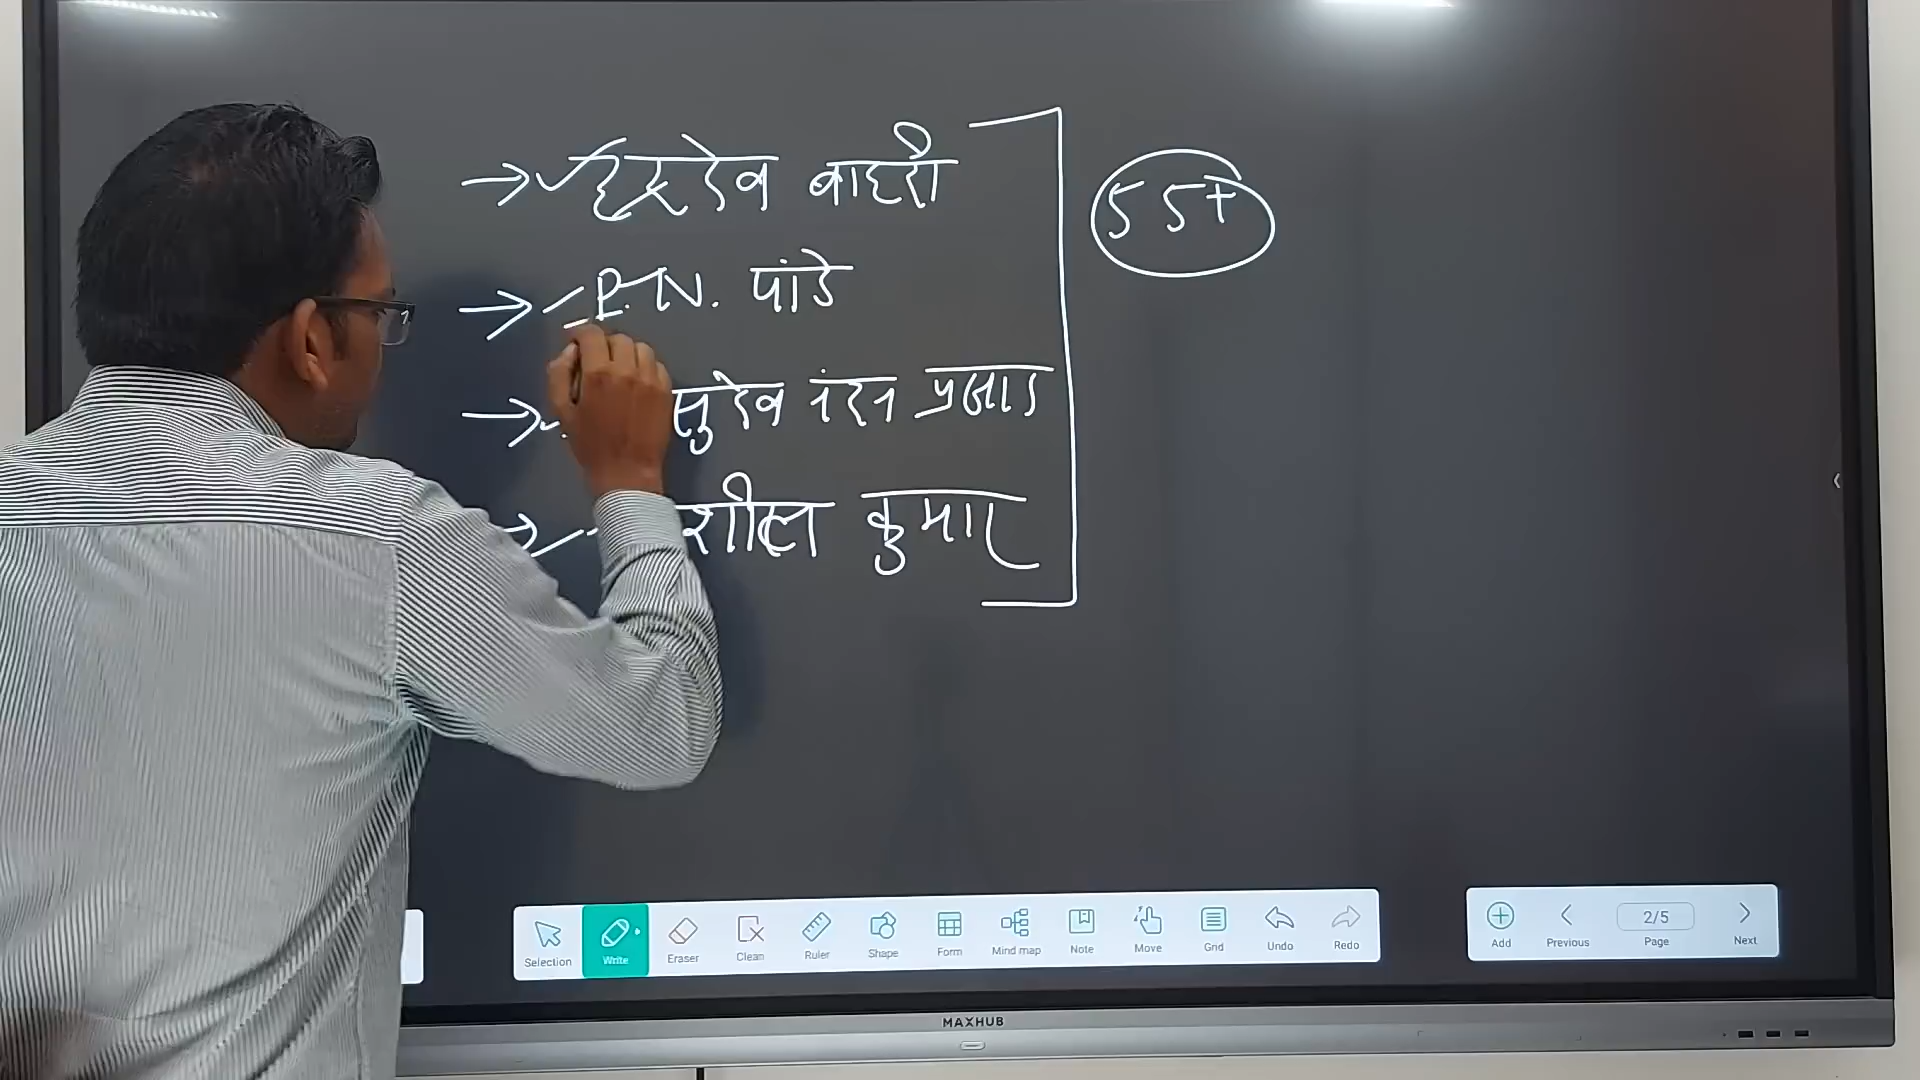 हरदेव बाहरी
P. N. पांडे
सुदेव नंदन प्रसाद
शील कुमार
55+
Selection
Write
Eraser
Clean
Ruler
Shape
Form
Mind map
Note
Move
Grid
Undo
Redo
Add
Previous
2/5
Page
Next
MAXHUB